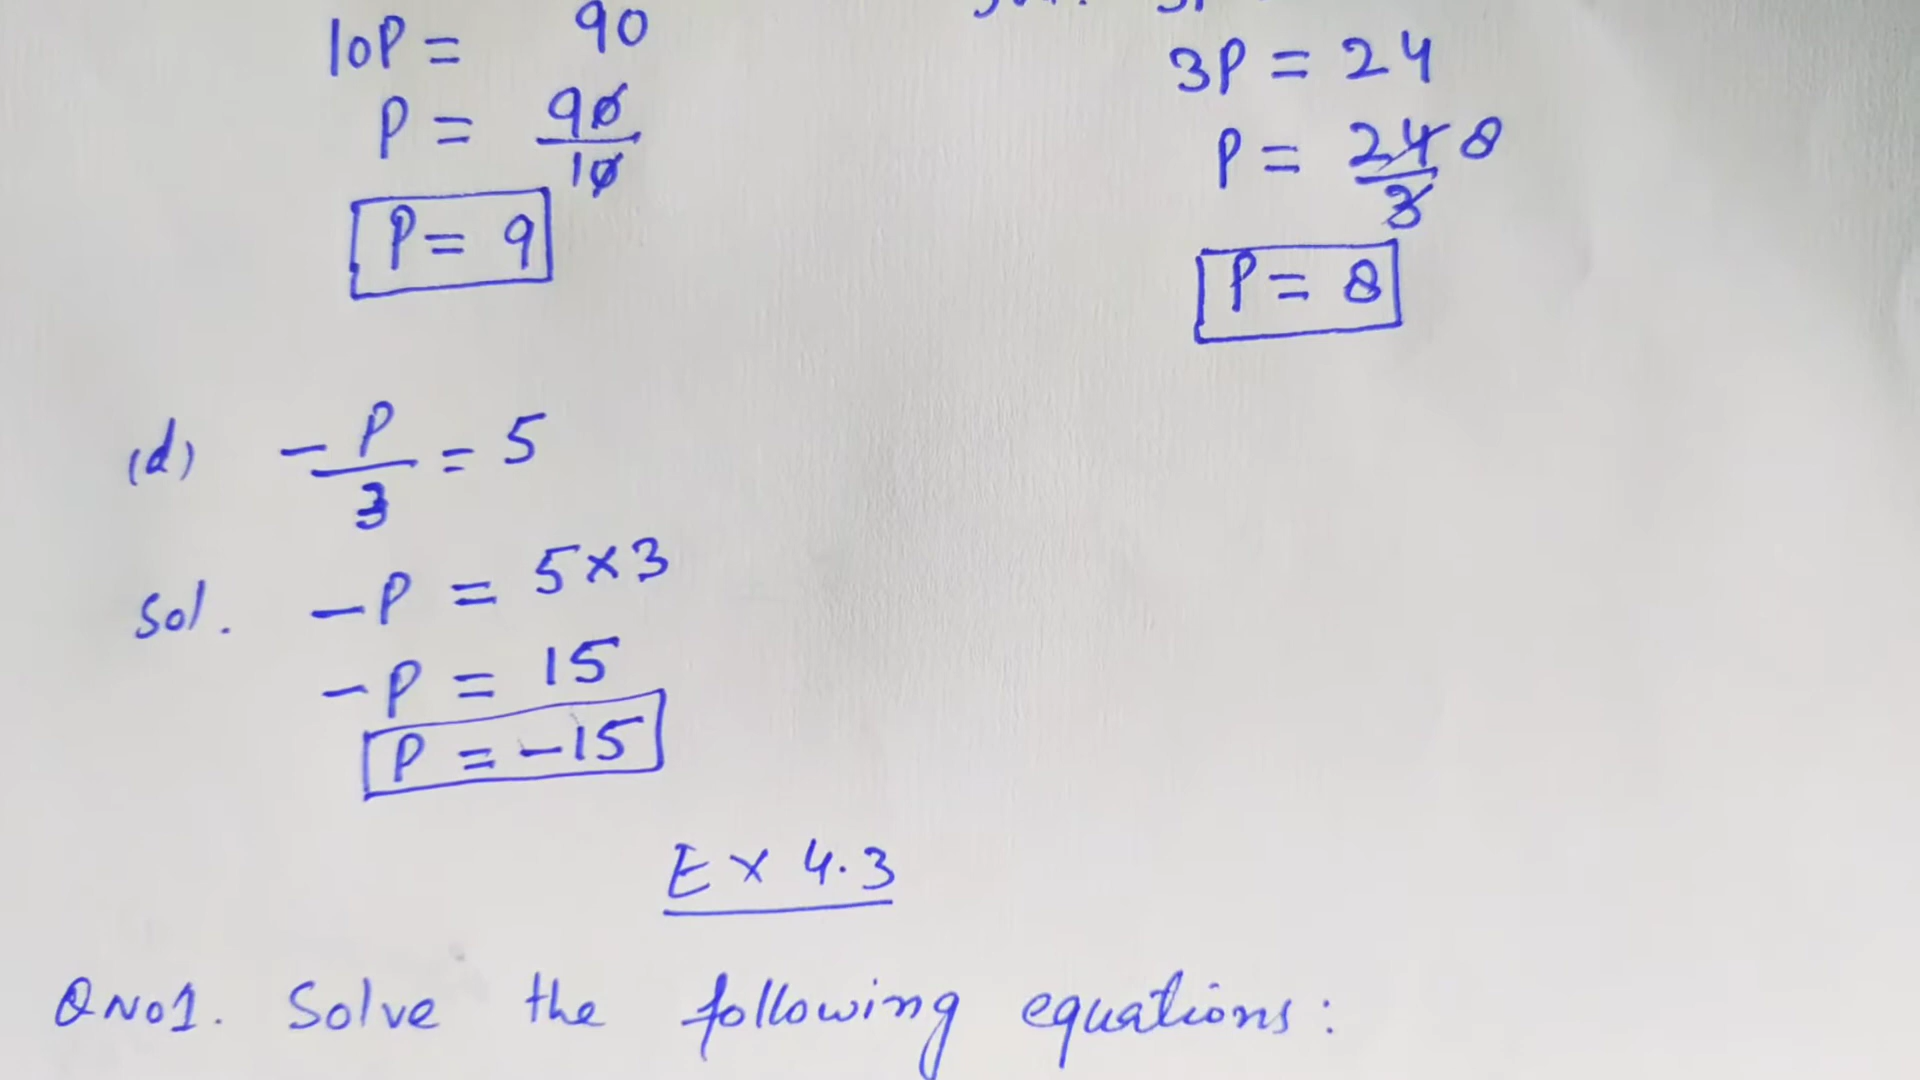 10P = 90
P = 90/10
P = 9
3P = 24
P = 24/3 8
P = 8
(d) -P/3 = 5
Sol. -P = 5×3
-P = 15
P = -15
Ex 4.3
QNo1. Solve the following equations: